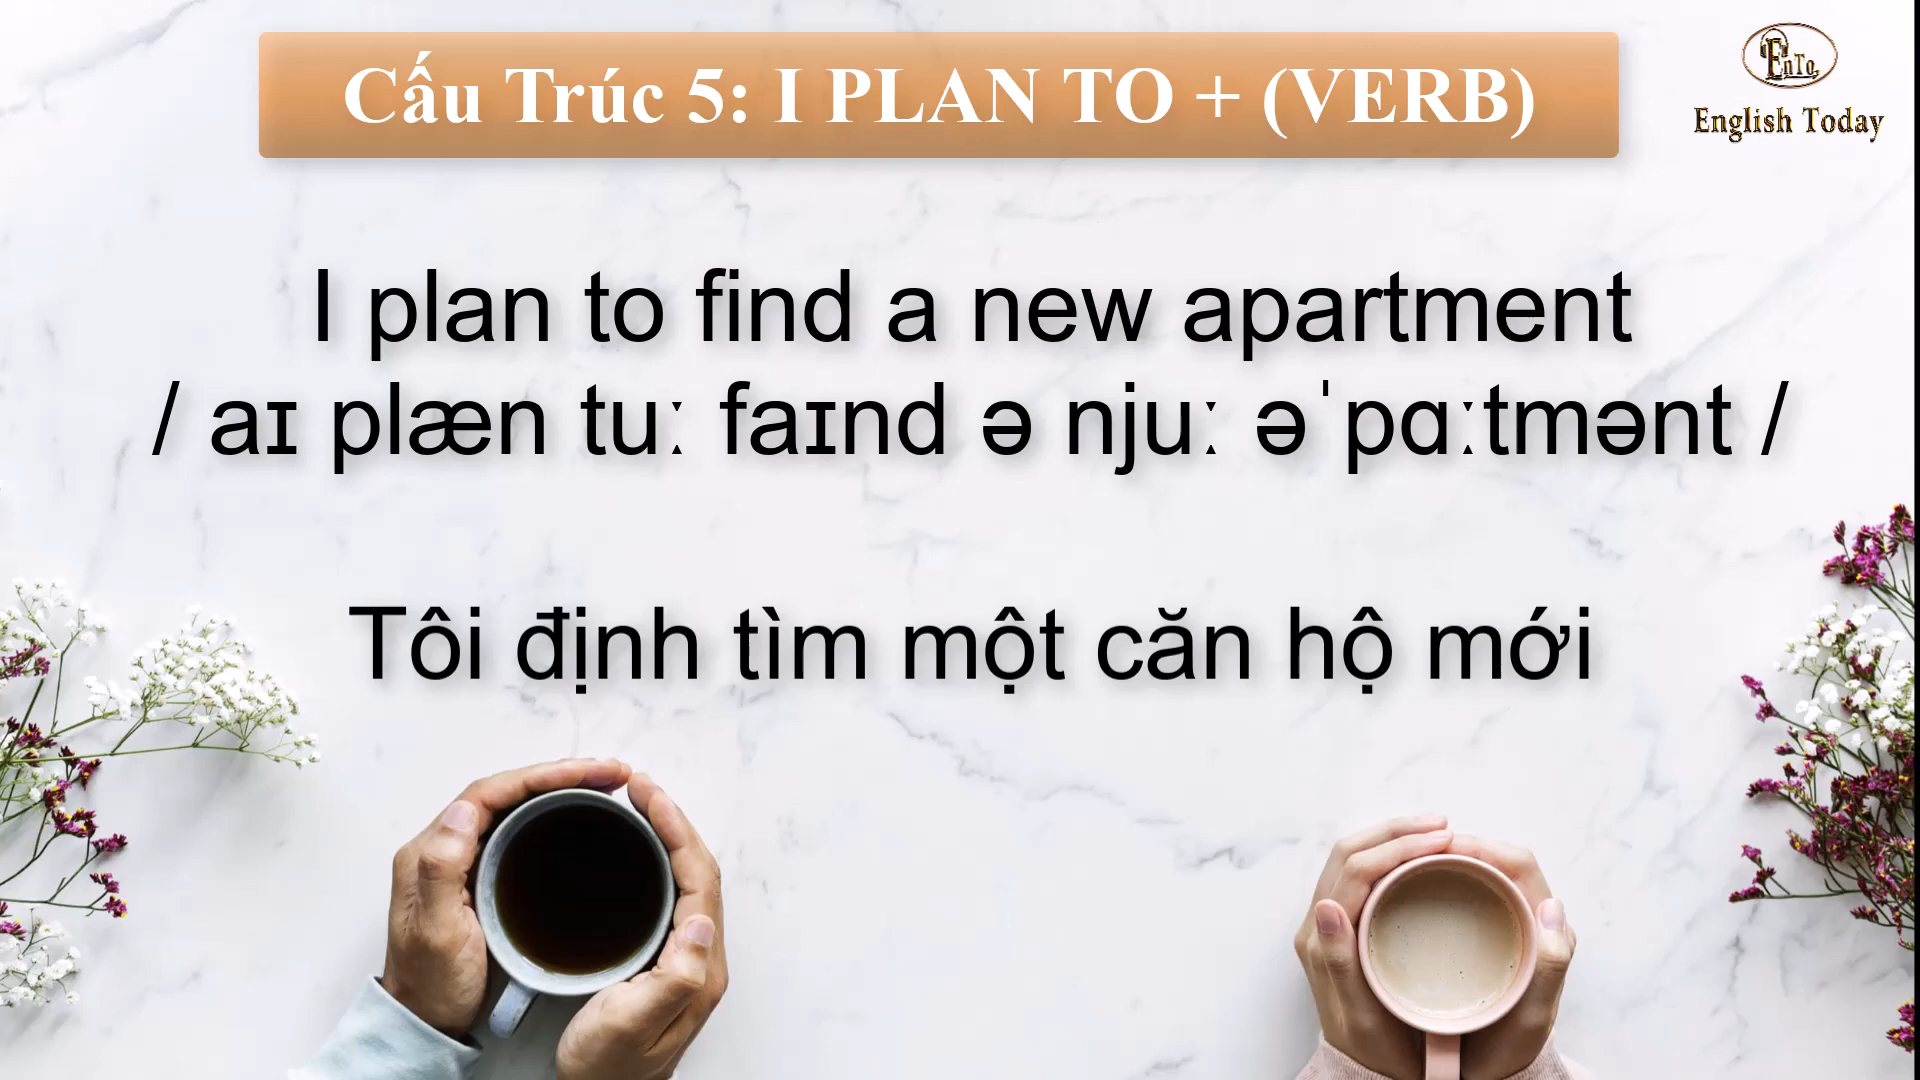 Cấu Trúc 5: I PLAN TO + (VERB)
EnTo
English Today
I plan to find a new apartment
/ aɪ plæn tuː faɪnd ə njuː əˈpɑːtmənt /
Tôi định tìm một căn hộ mới